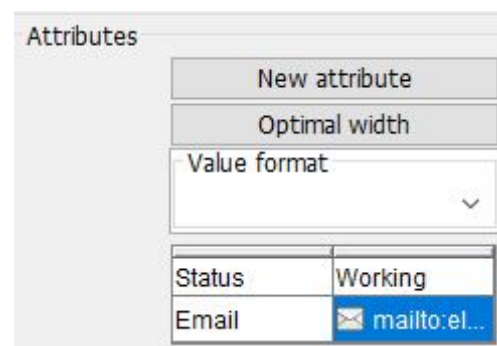 Attributes
New attribute
Optimal width
Value format
Status Working
Email mailto:el...